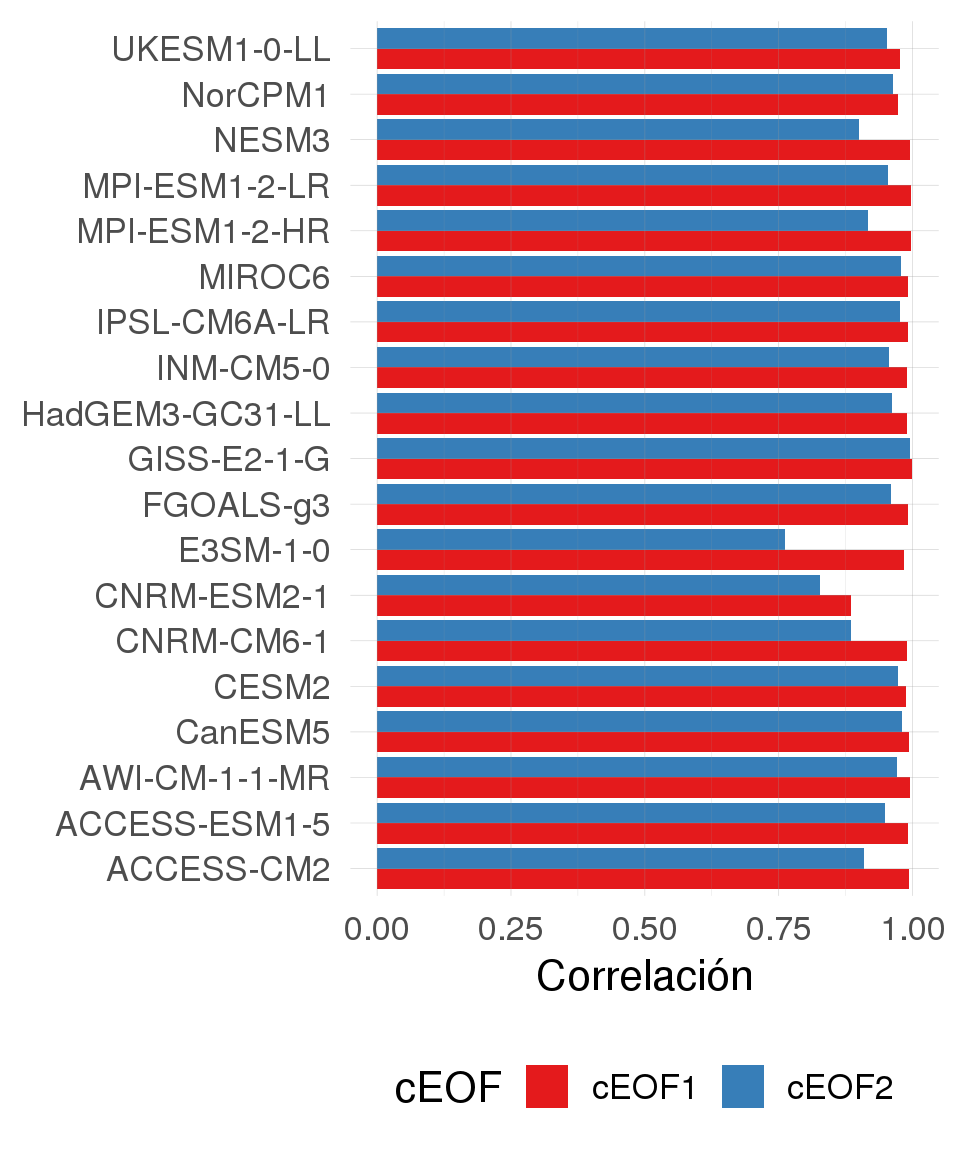 UKESM1-0-LL
NorCPM1
NESM3
MPI-ESM1-2-LR
MPI-ESM1-2-HR
MIROC6
IPSL-CM6A-LR
INM-CM5-0
HadGEM3-GC31-LL
GISS-E2-1-G
FGOALS-g3
E3SM-1-0
CNRM-ESM2-1
CNRM-CM6-1
CESM2
CanESM5
AWI-CM-1-1-MR
ACCESS-ESM1-5
ACCESS-CM2
0.00 0.25 0.50 0.75 1.00
Correlación
cEOF cEOF1 cEOF2